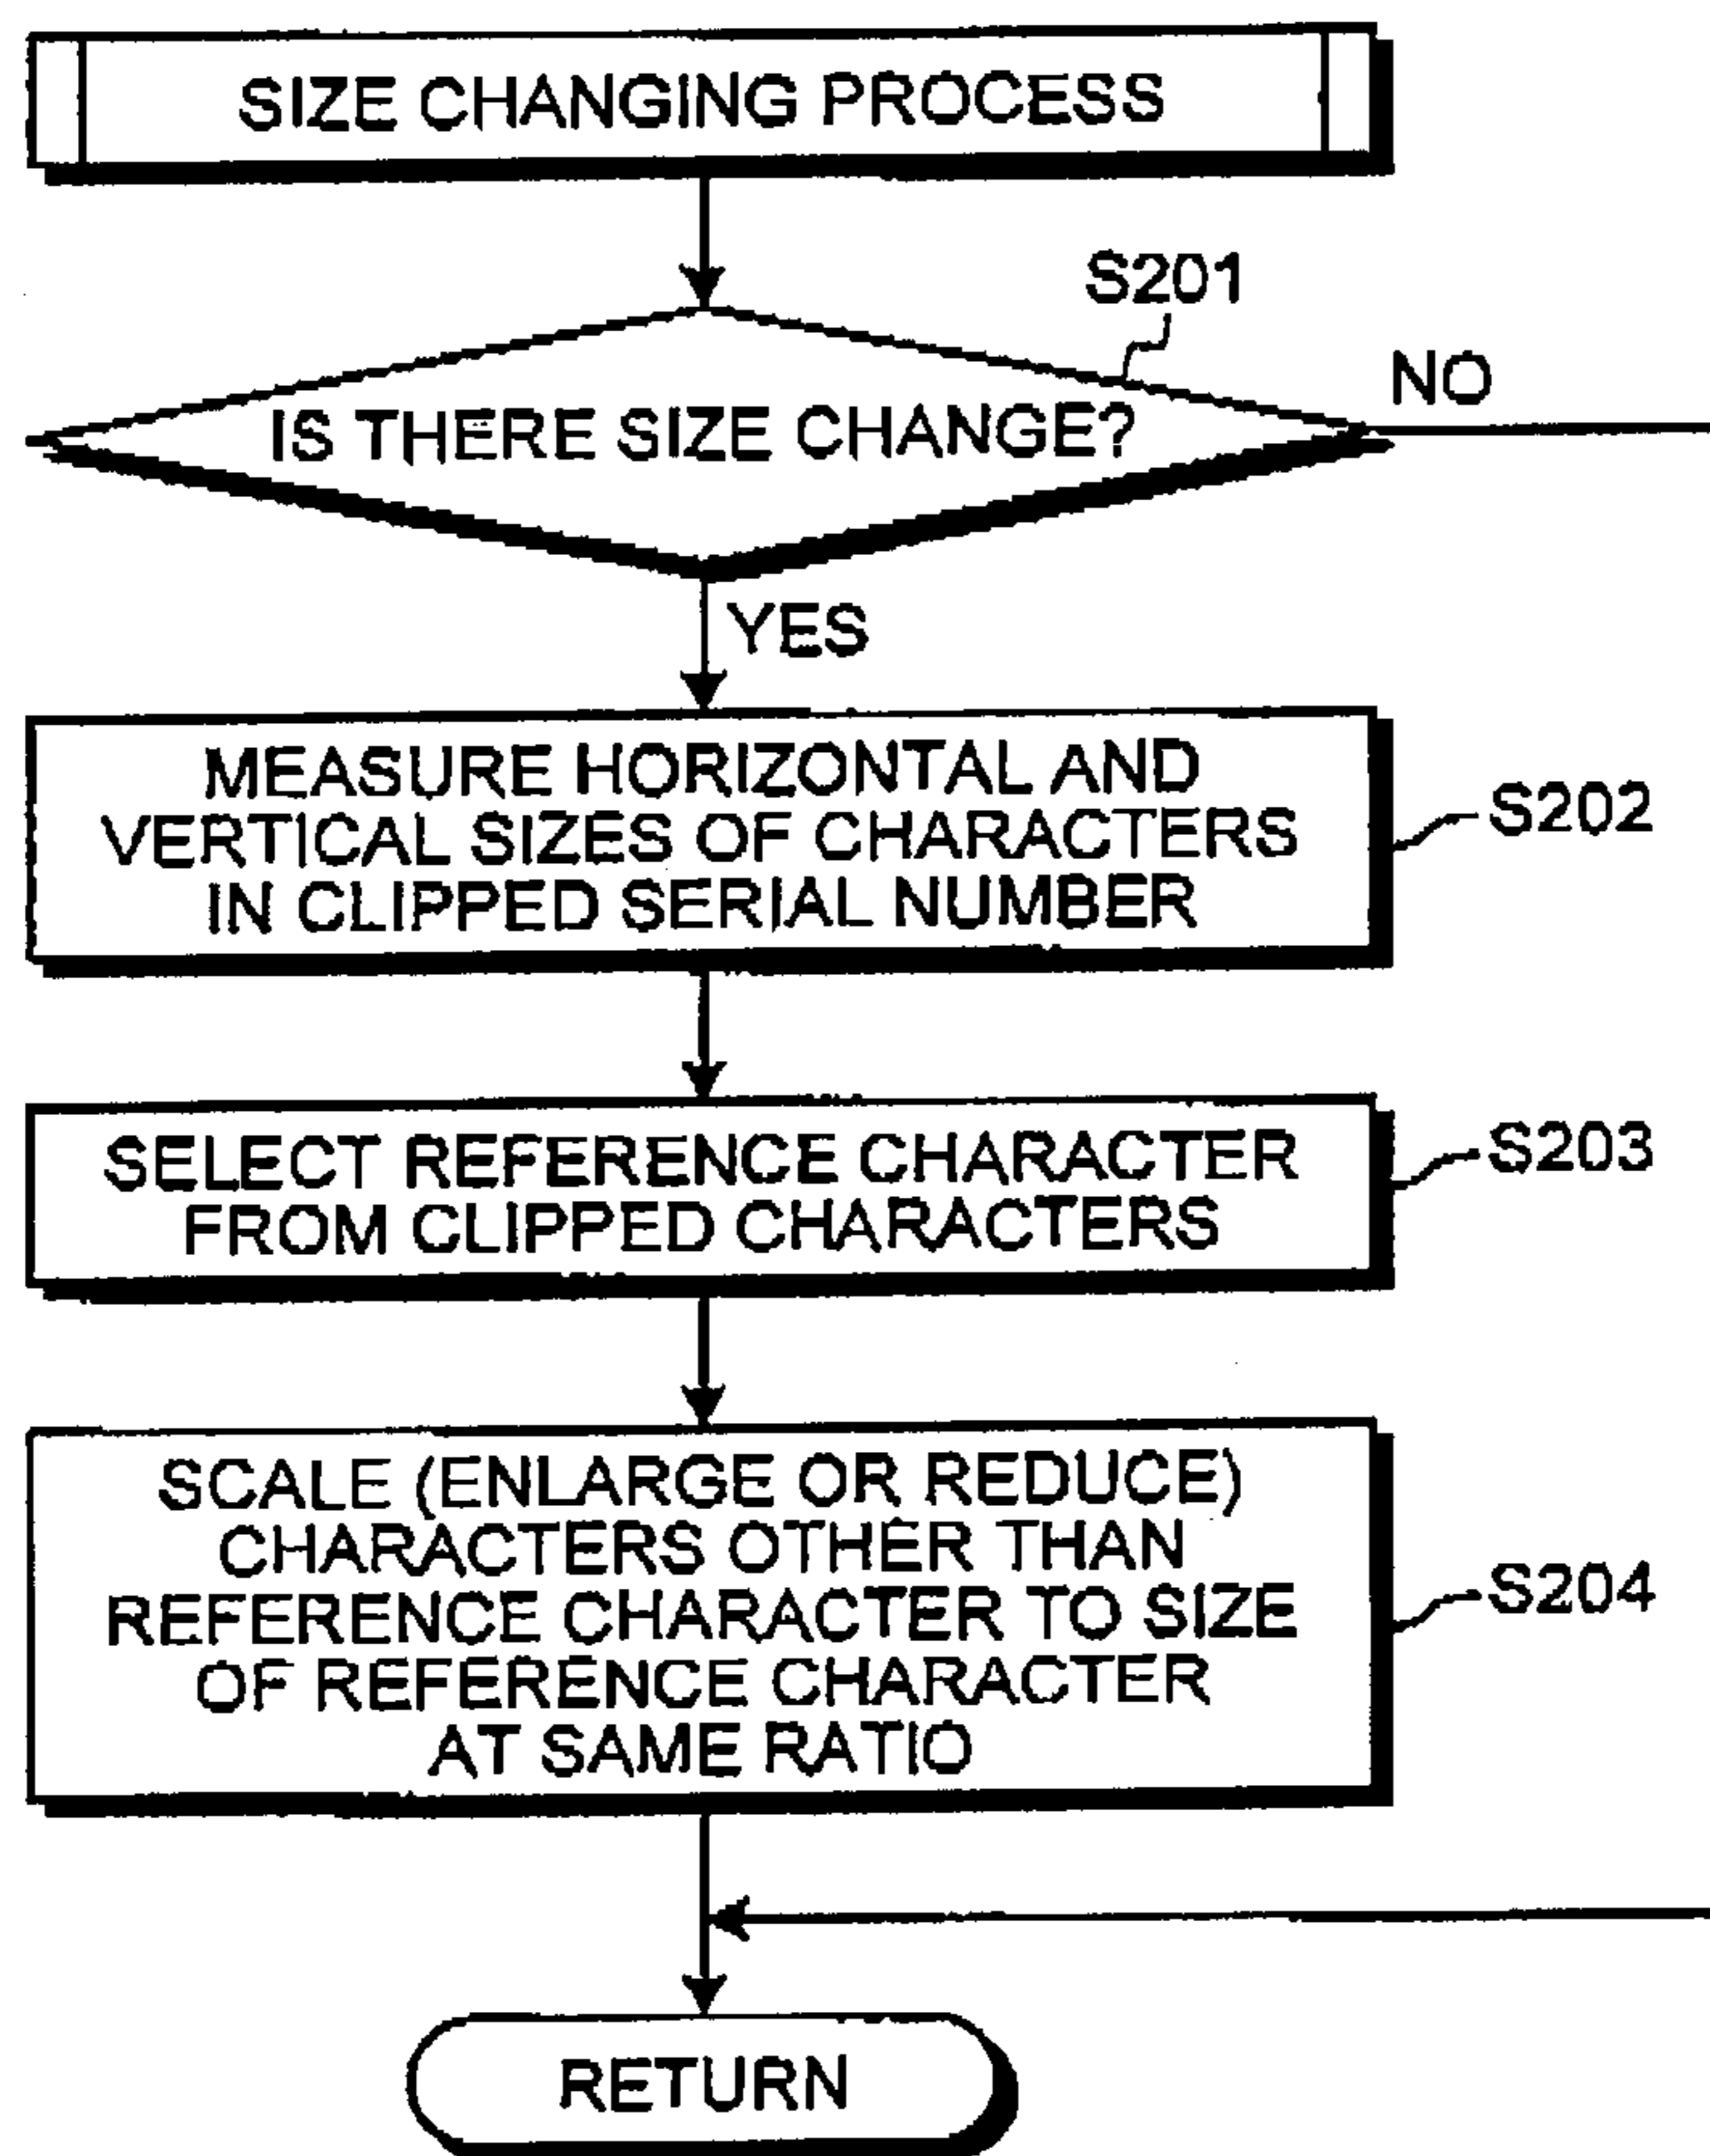 SIZE CHANGING PROCESS
S201
NO
IS THERE SIZE CHANGE?
YES
MEASURE HORIZONTAL AND
VERTICAL SIZES OF CHARACTERS
IN CLIPPED SERIAL NUMBER
S202
SELECT REFERENCE CHARACTER
FROM CLIPPED CHARACTERS
S203
SCALE (ENLARGE OR REDUCE)
CHARACTERS OTHER THAN
REFERENCE CHARACTER TO SIZE
OF REFERENCE CHARACTER
AT SAME RATIO
S204
RETURN